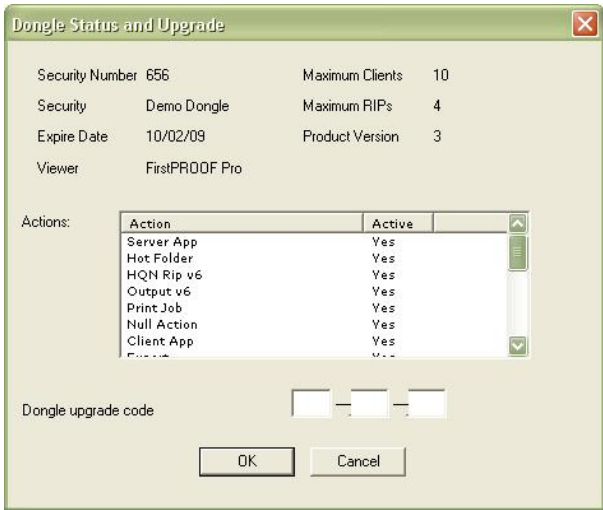 Dongle Status and Upgrade
Security Number 656 Maximum Clients 10
Security Demo Dongle Maximum RIPs 4
Expire Date 10/02/09 Product Version 3
Viewer FirstPROOF Pro
Actions:
Action Active
Server App Yes
Hot Folder Yes
HQN Rip v6 Yes
Output v6 Yes
Print Job Yes
Null Action Yes
Client App Yes
Dongle upgrade code
OK Cancel